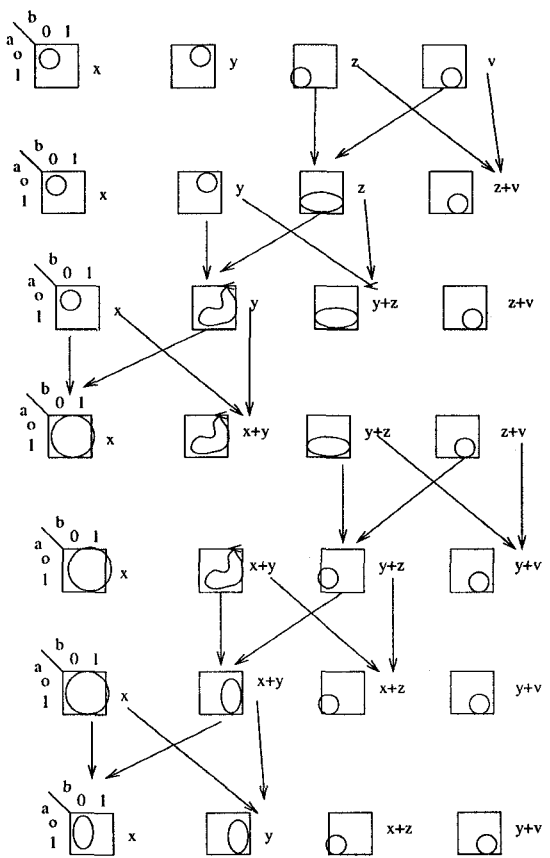 b
a 0 1
o
1 x y z v
b
a 0 1
o
1 x y z z+v
b
a 0 1
o
1 x y y+z z+v
b
a 0 1
o
1 x x+y y+z z+v
b
a 0 1
o
1 x x+y y+z y+v
b
a 0 1
o
1 x x+y x+z y+v
b
a 0 1
o
1 x y x+z y+v